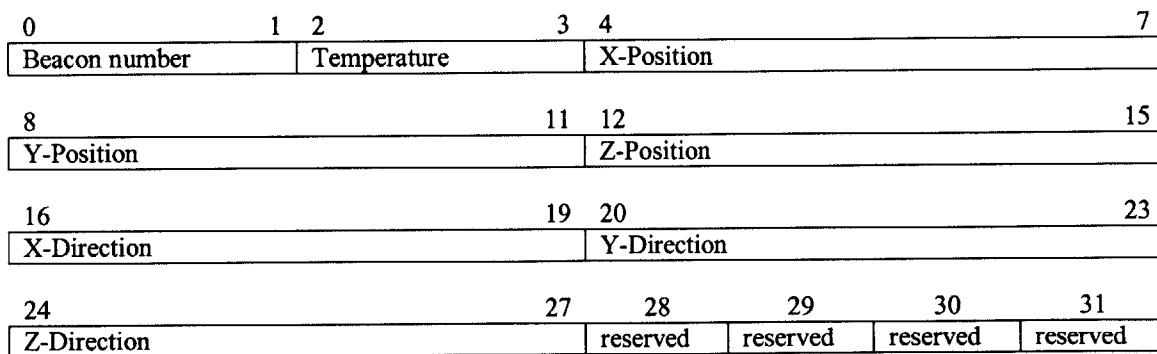 0 1 2 3 4 7
Beacon number Temperature X-Position
8 11 12 15
Y-Position Z-Position
16 19 20 23
X-Direction Y-Direction
24 27 28 29 30 31
Z-Direction reserved reserved reserved reserved